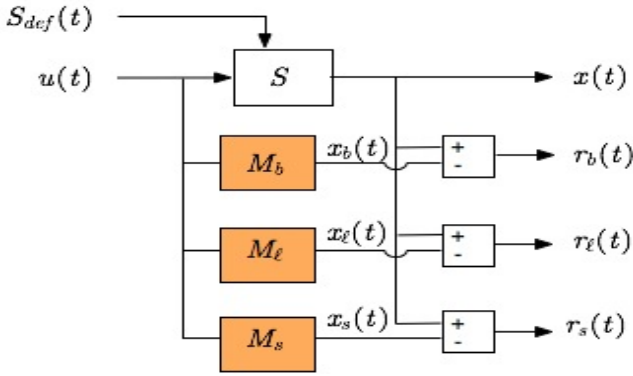 S_def(t)
u(t) S x(t)
M_b x_b(t) + - r_b(t)
M_ℓ x_ℓ(t) + - r_ℓ(t)
M_s x_s(t) + - r_s(t)